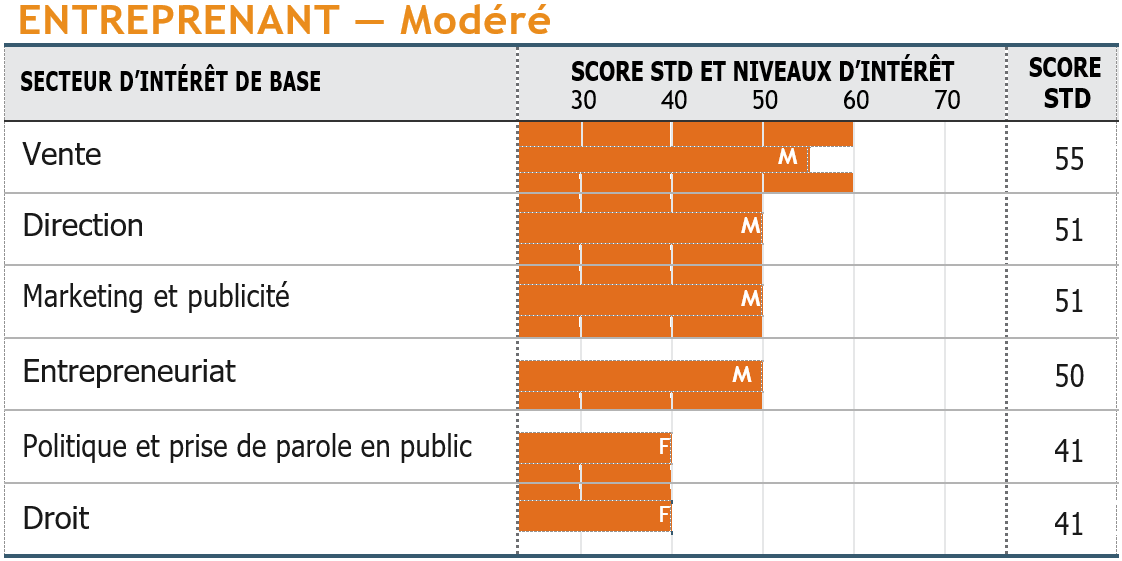 ENTREPRENANT — Modéré
SECTEUR D'INTÉRÊT DE BASE
SCORE STD ET NIVEAUX D'INTÉRÊT
30 40 50 60 70
SCORE
STD
Vente M 55
Direction M 51
Marketing et publicité M 51
Entrepreneuriat M 50
Politique et prise de parole en public F 41
Droit F 41